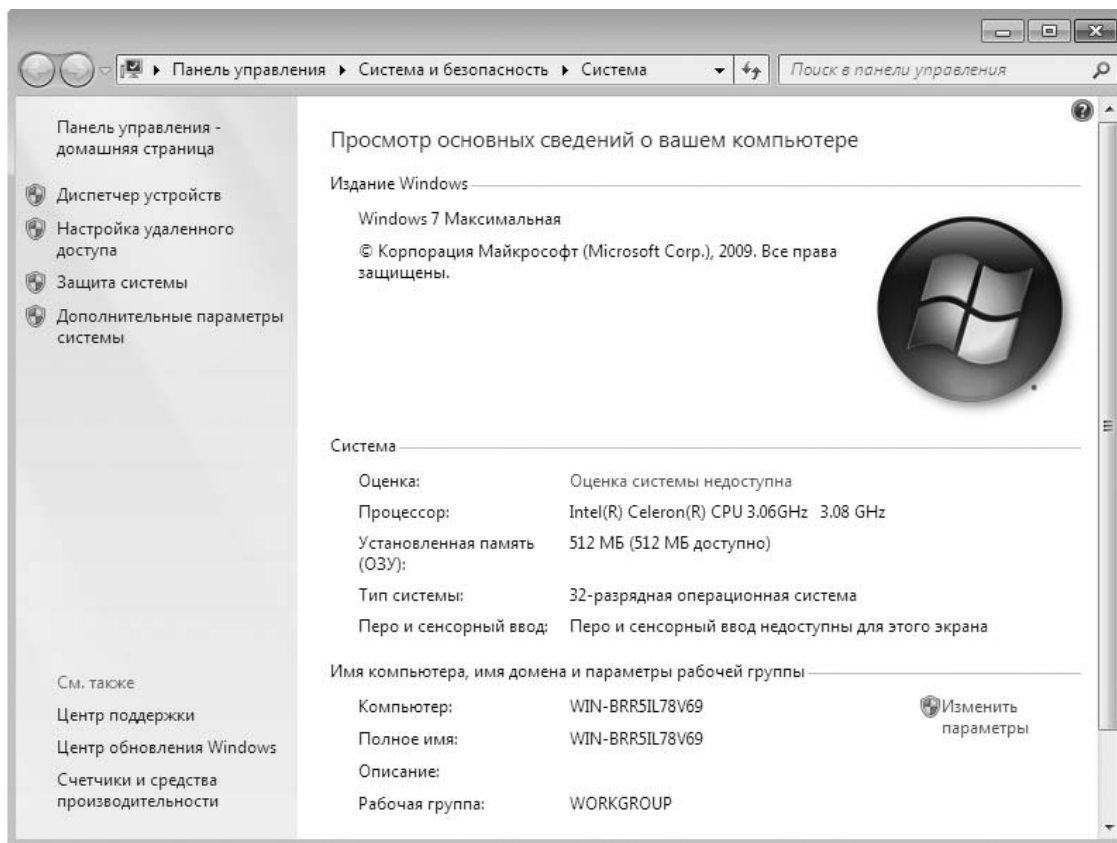 Панель управления ▸ Система и безопасность ▸ Система
Поиск в панели управления
Панель управления -
домашняя страница
Диспетчер устройств
Настройка удаленного
доступа
Защита системы
Дополнительные параметры
системы
См. также
Центр поддержки
Центр обновления Windows
Счетчики и средства
производительности
Просмотр основных сведений о вашем компьютере
Издание Windows
Windows 7 Максимальная
© Корпорация Майкрософт (Microsoft Corp.), 2009. Все права
защищены.
Система
Оценка: Оценка системы недоступна
Процессор: Intel(R) Celeron(R) CPU 3.06GHz 3.08 GHz
Установленная память
(ОЗУ): 512 МБ (512 МБ доступно)
Тип системы: 32-разрядная операционная система
Перо и сенсорный ввод: Перо и сенсорный ввод недоступны для этого экрана
Имя компьютера, имя домена и параметры рабочей группы
Компьютер: WIN-BRR5IL78V69
Полное имя: WIN-BRR5IL78V69
Описание:
Рабочая группа: WORKGROUP
Изменить
параметры